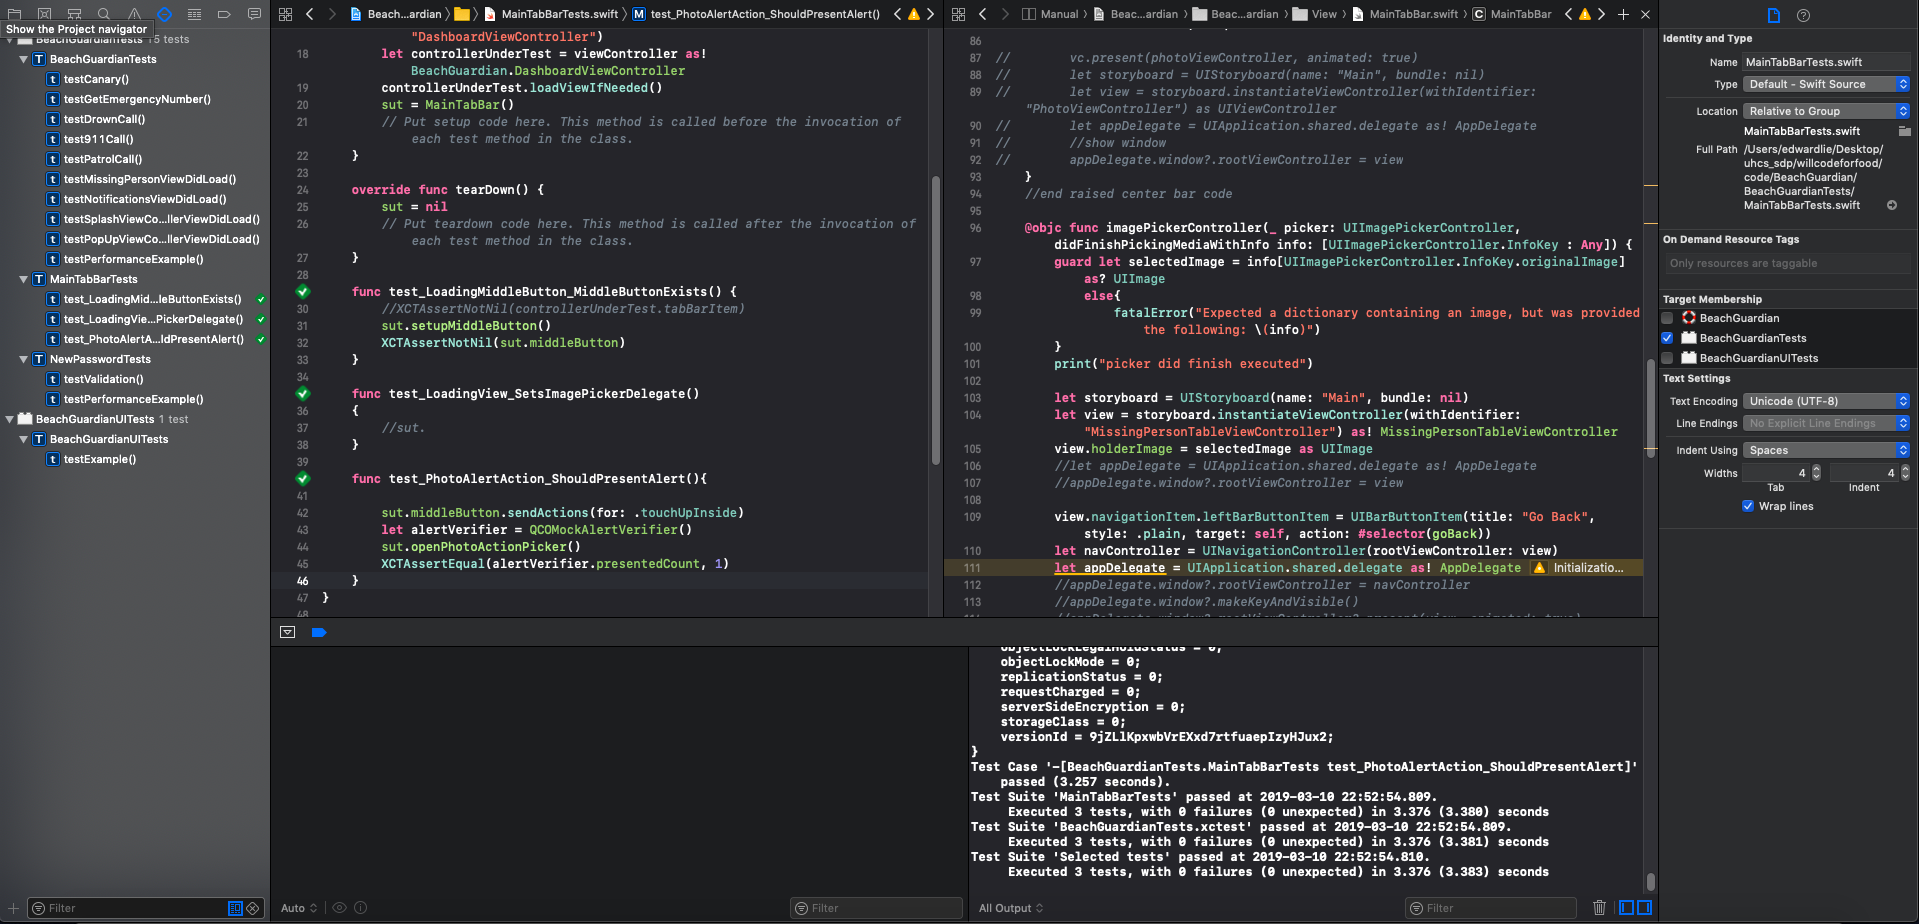 Show the Project navigator
BeachGuardianTests 15 tests
BeachGuardianTests
testCanary()
testGetEmergencyNumber()
testDrownCall()
test911Call()
testPatrolCall()
testMissingPersonViewDidLoad()
testNotificationsViewDidLoad()
testSplashViewCo...llerViewDidLoad()
testPopUpViewCo...llerViewDidLoad()
testPerformanceExample()
MainTabBarTests
test_LoadingMid...leButtonExists()
test_LoadingVie...PickerDelegate()
test_PhotoAlertA...ldPresentAlert()
NewPasswordTests
testValidation()
testPerformanceExample()
BeachGuardianUITests 1 test
BeachGuardianUITests
testExample()
Filter
Beach...ardian
MainTabBarTests.swift
test_PhotoAlertAction_ShouldPresentAlert()
"DashboardViewController")
18 let controllerUnderTest = viewController as!
BeachGuardian.DashboardViewController
19 controllerUnderTest.loadViewIfNeeded()
20 sut = MainTabBar()
21 // Put setup code here. This method is called before the invocation of
each test method in the class.
22 }
23
24 override func tearDown() {
25 sut = nil
26 // Put teardown code here. This method is called after the invocation of
each test method in the class.
27 }
28
func test_LoadingMiddleButton_MiddleButtonExists() {
30 //XCTAssertNotNil(controllerUnderTest.tabBarItem)
31 sut.setupMiddleButton()
32 XCTAssertNotNil(sut.middleButton)
33 }
34
func test_LoadingView_SetsImagePickerDelegate()
36 {
37 //sut.
38 }
39
func test_PhotoAlertAction_ShouldPresentAlert(){
41
42 sut.middleButton.sendActions(for: .touchUpInside)
43 let alertVerifier = QCOMockAlertVerifier()
44 sut.openPhotoActionPicker()
45 XCTAssertEqual(alertVerifier.presentedCount, 1)
46 }
47 }
48
Manual
Beac...ardian
Beac...ardian
View
MainTabBar.swift
C MainTabBar
86
87 // vc.present(photoViewController, animated: true)
88 // let storyboard = UIStoryboard(name: "Main", bundle: nil)
89 // let view = storyboard.instantiateViewController(withIdentifier:
"PhotoViewController") as UIViewController
90 // let appDelegate = UIApplication.shared.delegate as! AppDelegate
91 // //show window
92 // appDelegate.window?.rootViewController = view
93 }
94 //end raised center bar code
95
96 @objc func imagePickerController(_ picker: UIImagePickerController,
didFinishPickingMediaWithInfo info: [UIImagePickerController.InfoKey : Any]) {
97 guard let selectedImage = info[UIImagePickerController.InfoKey.originalImage]
as? UIImage
98 else{
99 fatalError("Expected a dictionary containing an image, but was provided
the following: \(info)")
100 }
101 print("picker did finish executed")
102
103 let storyboard = UIStoryboard(name: "Main", bundle: nil)
104 let view = storyboard.instantiateViewController(withIdentifier:
"MissingPersonTableViewController") as! MissingPersonTableViewController
105 view.holderImage = selectedImage as UIImage
106 //let appDelegate = UIApplication.shared.delegate as! AppDelegate
107 //appDelegate.window?.rootViewController = view
108
109 view.navigationItem.leftBarButtonItem = UIBarButtonItem(title: "Go Back",
style: .plain, target: self, action: #selector(goBack))
110 let navController = UINavigationController(rootViewController: view)
111 let appDelegate = UIApplication.shared.delegate as! AppDelegate Initializatio...
112 //appDelegate.window?.rootViewController = navController
113 //appDelegate.window?.makeKeyAndVisible()
objectLockMode = 0;
replicationStatus = 0;
requestCharged = 0;
serverSideEncryption = 0;
storageClass = 0;
versionId = 9jZLlKpxwbVrEXxd7rtfuaepIzyHJux2;
}
Test Case '-[BeachGuardianTests.MainTabBarTests test_PhotoAlertAction_ShouldPresentAlert]'
passed (3.257 seconds).
Test Suite 'MainTabBarTests' passed at 2019-03-10 22:52:54.809.
Executed 3 tests, with 0 failures (0 unexpected) in 3.376 (3.380) seconds
Test Suite 'BeachGuardianTests.xctest' passed at 2019-03-10 22:52:54.809.
Executed 3 tests, with 0 failures (0 unexpected) in 3.376 (3.381) seconds
Test Suite 'Selected tests' passed at 2019-03-10 22:52:54.810.
Executed 3 tests, with 0 failures (0 unexpected) in 3.376 (3.383) seconds
Auto
Filter
All Output
Filter
Identity and Type
Name MainTabBarTests.swift
Type Default - Swift Source
Location Relative to Group
MainTabBarTests.swift
Full Path /Users/edwardlie/Desktop/
uhcs_sdp/willcodeforfood/
code/BeachGuardian/
BeachGuardianTests/
MainTabBarTests.swift
On Demand Resource Tags
Only resources are taggable
Target Membership
BeachGuardian
BeachGuardianTests
BeachGuardianUITests
Text Settings
Text Encoding Unicode (UTF-8)
Line Endings No Explicit Line Endings
Indent Using Spaces
Widths 4 4
Tab Indent
Wrap lines